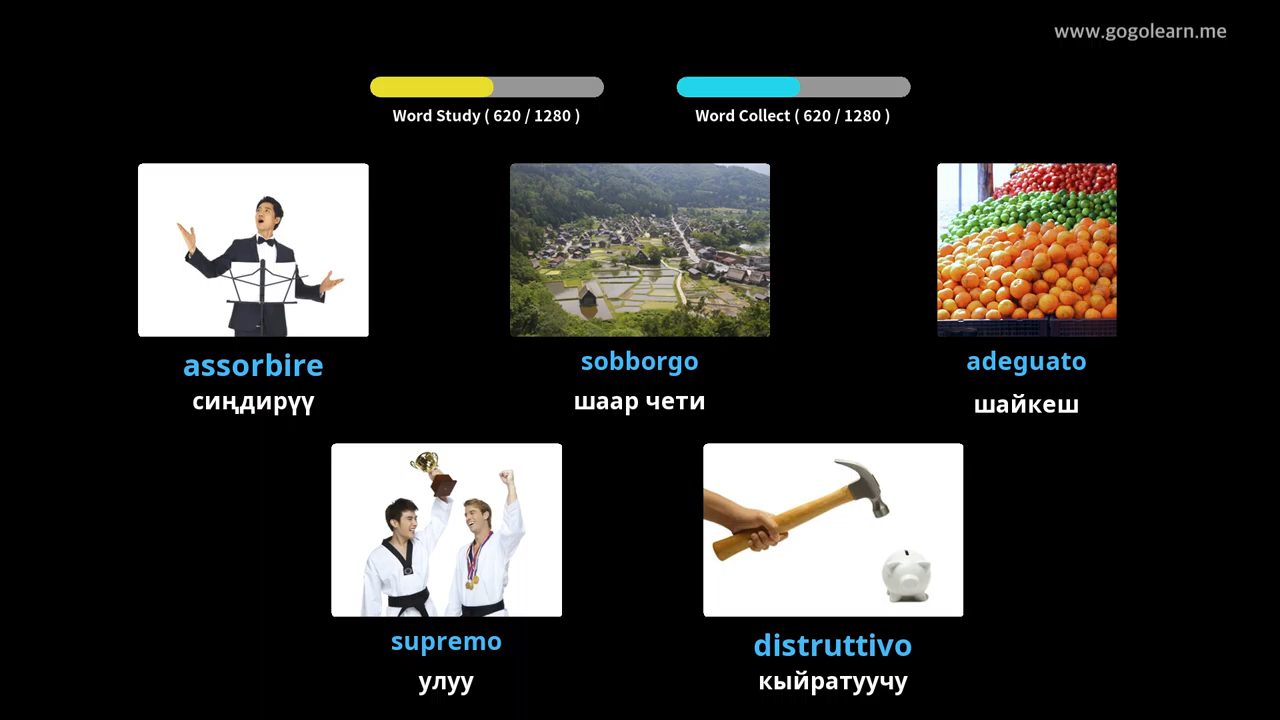 www.gogolearn.me
Word Study ( 620 / 1280 )
Word Collect ( 620 / 1280 )
assorbire
синдирүү
sobborgo
шаар чети
adeguato
шайкеш
supremo
улуу
distruttivo
кыйратуучу